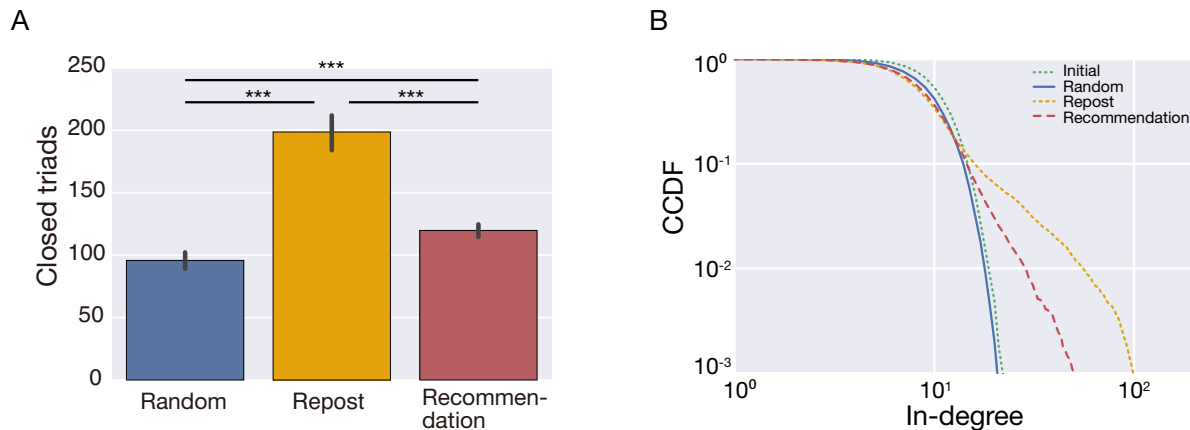 A
250
200
150
100
50
0
Closed triads
***
*** ***
Random Repost Recommen-
dation
B
10⁰
10⁻¹
10⁻²
10⁻³
CCDF
Initial
Random
Repost
Recommendation
10⁰ 10¹ 10²
In-degree